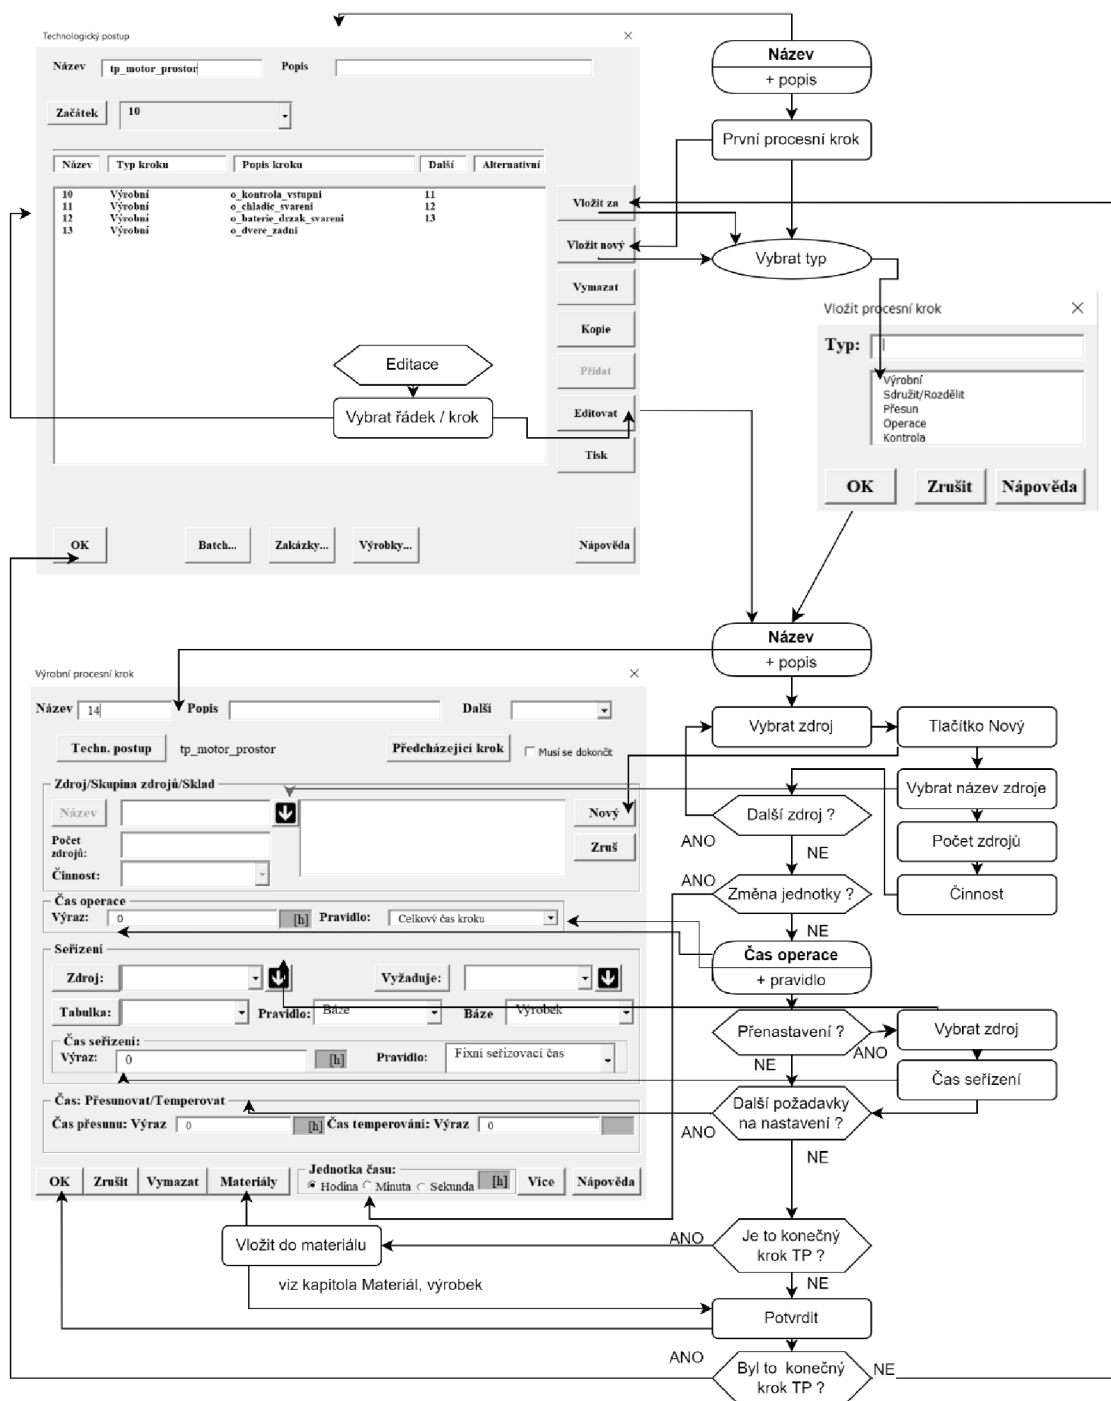 Technologický postup
Název tp_motor_prostor Popis
Začátek 10
Název Typ kroku Popis kroku Další Alternativní
10 Výrobní o_kontrola_vstupni 11
11 Výrobní o_chladic_svareni 12
12 Výrobní o_baterie_drzak_svareni 13
13 Výrobní o_dvere_zadni
Vložit za
Vložit nový
Vymazat
Kopie
Přidat
Editovat
Tisk
Editace
Vybrat řádek / krok
OK Batch... Zakázky... Výrobky... Nápověda
Název
+ popis
První procesní krok
Vybrat typ
Vložit procesní krok
Typ:
Výrobní
Sdružit/Rozdělit
Přesun
Operace
Kontrola
OK Zrušit Nápověda
Název
+ popis
Výrobní procesní krok
Název 14 Popis Další
Techn. postup tp_motor_prostor Předcházející krok Musí se dokončit
Zdroj/Skupina zdrojů/Sklad
Název Nový
Počet
zdrojů:
Zruš
Činnost:
Čas operace
Výraz: 0 [h] Pravidlo: Celkový čas kroku
Seřízení
Zdroj: Vyžaduje:
Tabulka: Pravidlo: Báze Báze Výrobek
Čas seřízení:
Výraz: 0 [h] Pravidlo: Fixní seřizovací čas
Čas: Přesunovat/Temperovat
Čas přesunu: Výraz 0 [h] Čas temperování: Výraz 0
Jednotka času:
OK Zrušit Vymazat Materiály Hodina Minuta Sekunda [h] Více Nápověda
Vybrat zdroj
Tlačítko Nový
Vybrat název zdroje
Další zdroj ?
ANO
NE
Počet zdrojů
Činnost
ANO
Změna jednotky ?
NE
Čas operace
+ pravidlo
Přenastavení ?
ANO
NE
Vybrat zdroj
Čas seřízení
Další požadavky
na nastavení ?
ANO
NE
Je to konečný
krok TP ?
ANO
NE
Vložit do materiálu
viz kapitola Materiál, výrobek
Potvrdit
ANO
Byl to konečný
krok TP ?
NE